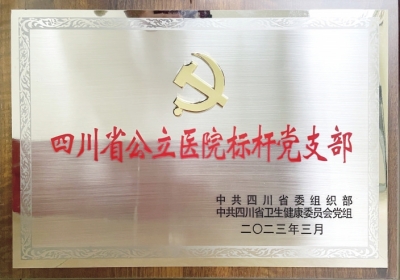 四川省公立医院标杆党支部
中共四川省委组织部
中共四川省卫生健康委员会党组
二〇二三年三月